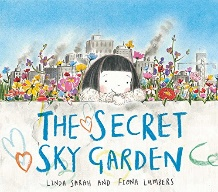 THE SECRET
SKY GARDEN
LINDA SARAH AND FIONA LUMBERS